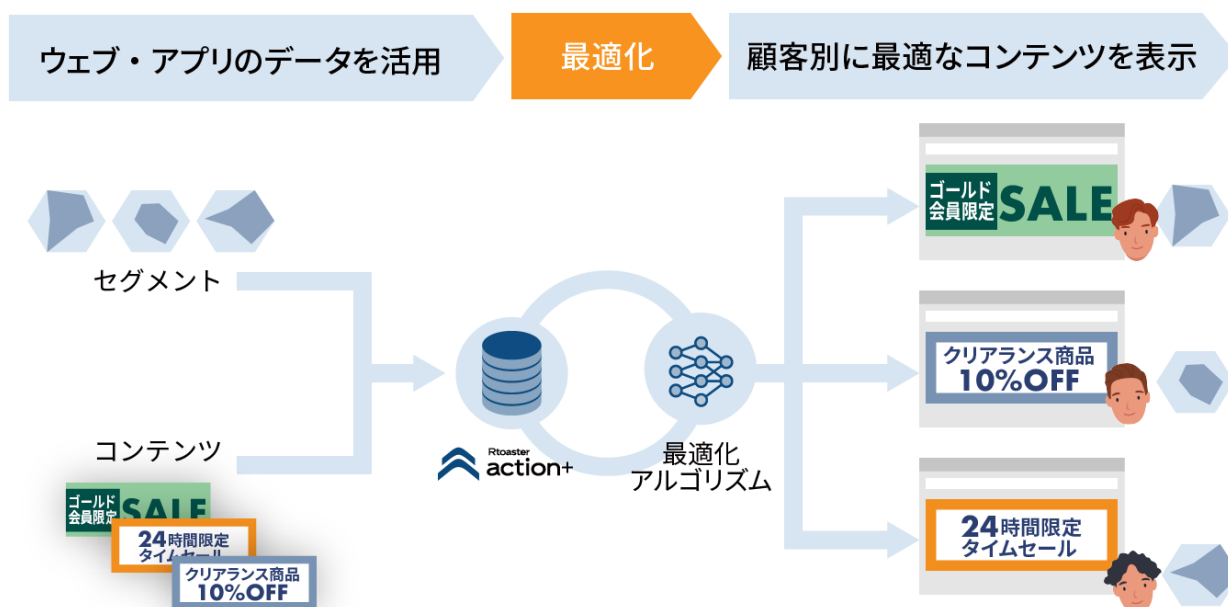 ウェブ・アプリのデータを活用
最適化
顧客別に最適なコンテンツを表示
セグメント
コンテンツ
ゴールド
会員限定
SALE
24時間限定
タイムセール
クリアランス商品
10%OFF
Rtoaster
action+
最適化
アルゴリズム
ゴールド
会員限定
SALE
クリアランス商品
10%OFF
24時間限定
タイムセール